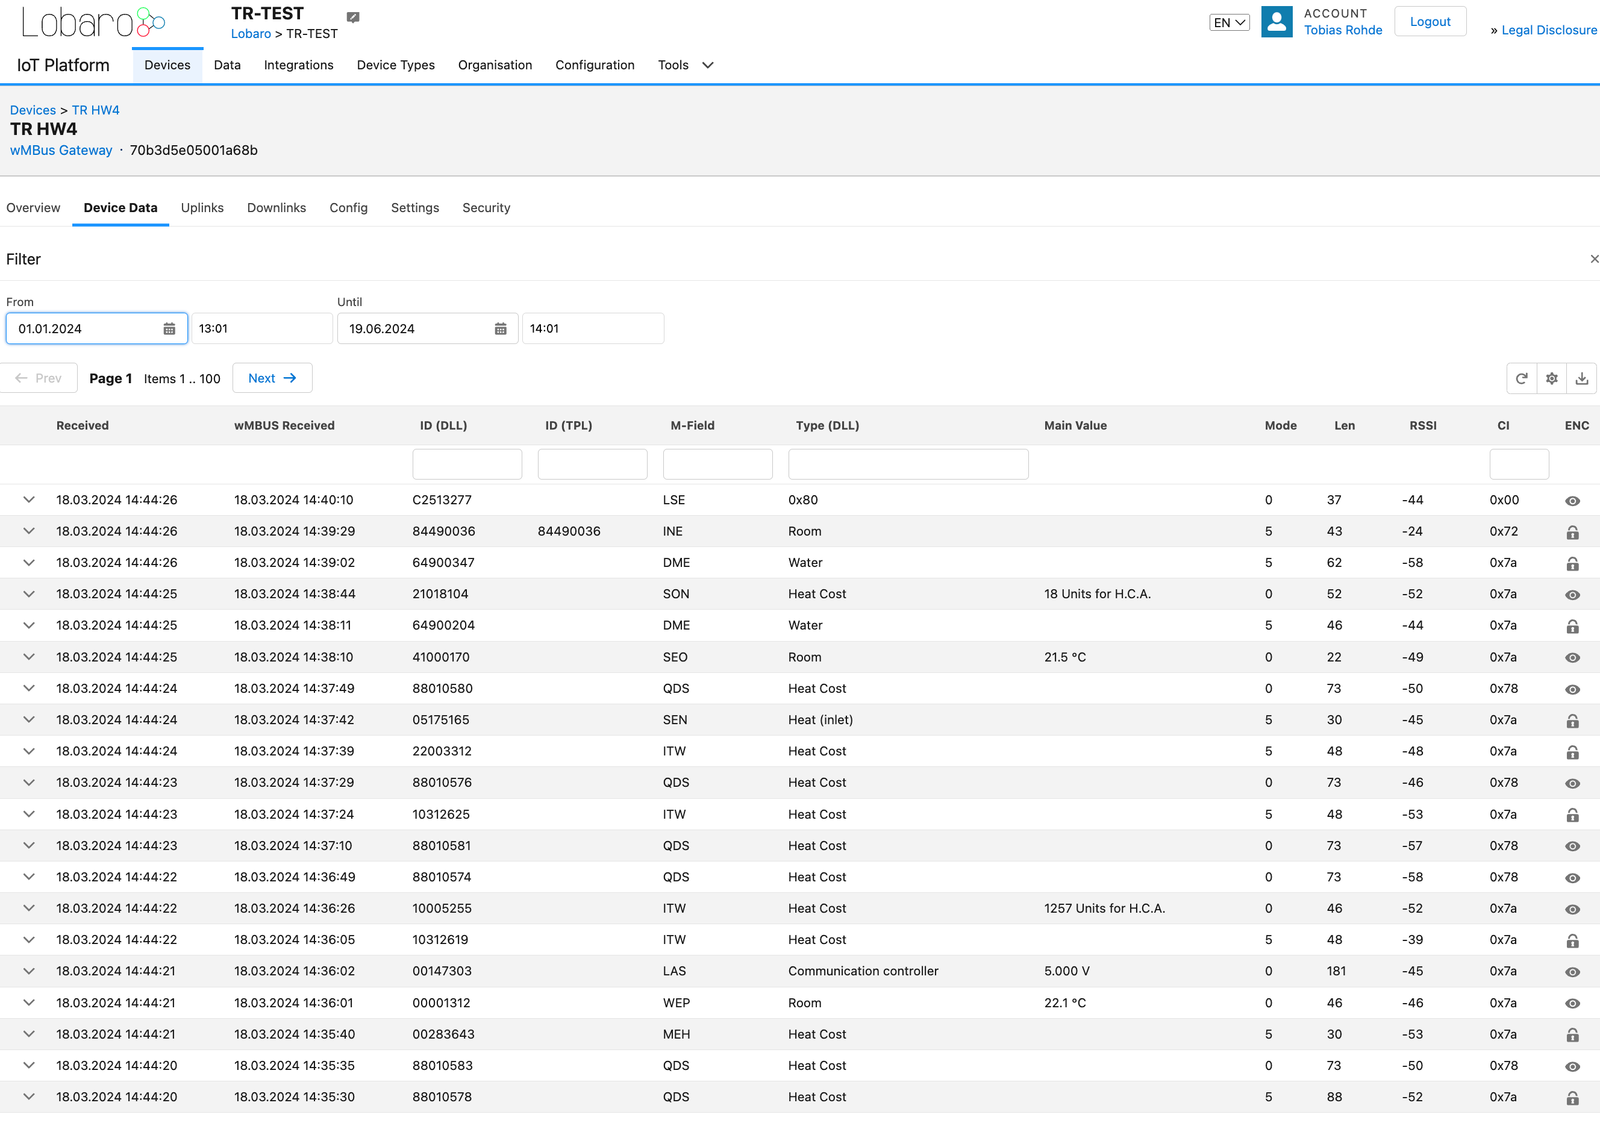 Lobaro
TR-TEST
Lobaro > TR-TEST
EN
ACCOUNT
Tobias Rohde
Logout
» Legal Disclosure
IoT Platform Devices Data Integrations Device Types Organisation Configuration Tools
Devices > TR HW4
TR HW4
wMBus Gateway · 70b3d5e05001a68b
Overview Device Data Uplinks Downlinks Config Settings Security
Filter ×
From Until
01.01.2024 13:01 19.06.2024 14:01
← Prev Page 1 Items 1 .. 100 Next →
Received wMBUS Received ID (DLL) ID (TPL) M-Field Type (DLL) Main Value Mode Len RSSI CI ENC
18.03.2024 14:44:26 18.03.2024 14:40:10 C2513277 LSE 0x80 0 37 -44 0x00
18.03.2024 14:44:26 18.03.2024 14:39:29 84490036 84490036 INE Room 5 43 -24 0x72
18.03.2024 14:44:26 18.03.2024 14:39:02 64900347 DME Water 5 62 -58 0x7a
18.03.2024 14:44:25 18.03.2024 14:38:44 21018104 SON Heat Cost 18 Units for H.C.A. 0 52 -52 0x7a
18.03.2024 14:44:25 18.03.2024 14:38:11 64900204 DME Water 5 46 -44 0x7a
18.03.2024 14:44:25 18.03.2024 14:38:10 41000170 SEO Room 21.5 °C 0 22 -49 0x7a
18.03.2024 14:44:24 18.03.2024 14:37:49 88010580 QDS Heat Cost 0 73 -50 0x78
18.03.2024 14:44:24 18.03.2024 14:37:42 05175165 SEN Heat (inlet) 5 30 -45 0x7a
18.03.2024 14:44:24 18.03.2024 14:37:39 22003312 ITW Heat Cost 5 48 -48 0x7a
18.03.2024 14:44:23 18.03.2024 14:37:29 88010576 QDS Heat Cost 0 73 -46 0x78
18.03.2024 14:44:23 18.03.2024 14:37:24 10312625 ITW Heat Cost 5 48 -53 0x7a
18.03.2024 14:44:23 18.03.2024 14:37:10 88010581 QDS Heat Cost 0 73 -57 0x78
18.03.2024 14:44:22 18.03.2024 14:36:49 88010574 QDS Heat Cost 0 73 -58 0x78
18.03.2024 14:44:22 18.03.2024 14:36:26 10005255 ITW Heat Cost 1257 Units for H.C.A. 0 46 -52 0x7a
18.03.2024 14:44:22 18.03.2024 14:36:05 10312619 ITW Heat Cost 5 48 -39 0x7a
18.03.2024 14:44:21 18.03.2024 14:36:02 00147303 LAS Communication controller 5.000 V 0 181 -45 0x7a
18.03.2024 14:44:21 18.03.2024 14:36:01 00001312 WEP Room 22.1 °C 0 46 -46 0x7a
18.03.2024 14:44:21 18.03.2024 14:35:40 00283643 MEH Heat Cost 5 30 -53 0x7a
18.03.2024 14:44:20 18.03.2024 14:35:35 88010583 QDS Heat Cost 0 73 -50 0x78
18.03.2024 14:44:20 18.03.2024 14:35:30 88010578 QDS Heat Cost 5 88 -52 0x7a